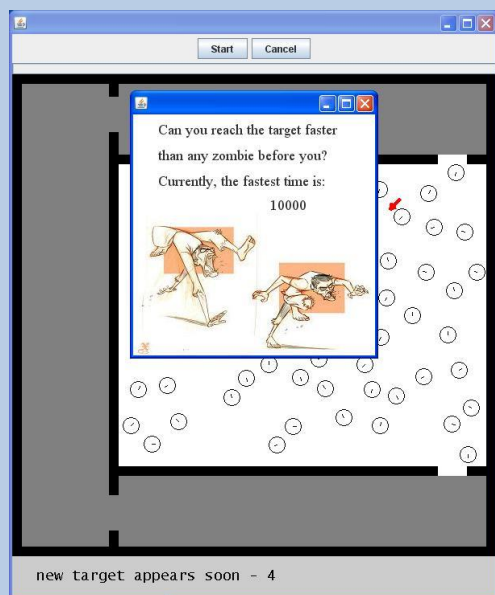 Start Cancel
Can you reach the target faster
than any zombie before you?
Currently, the fastest time is:
10000
new target appears soon - 4